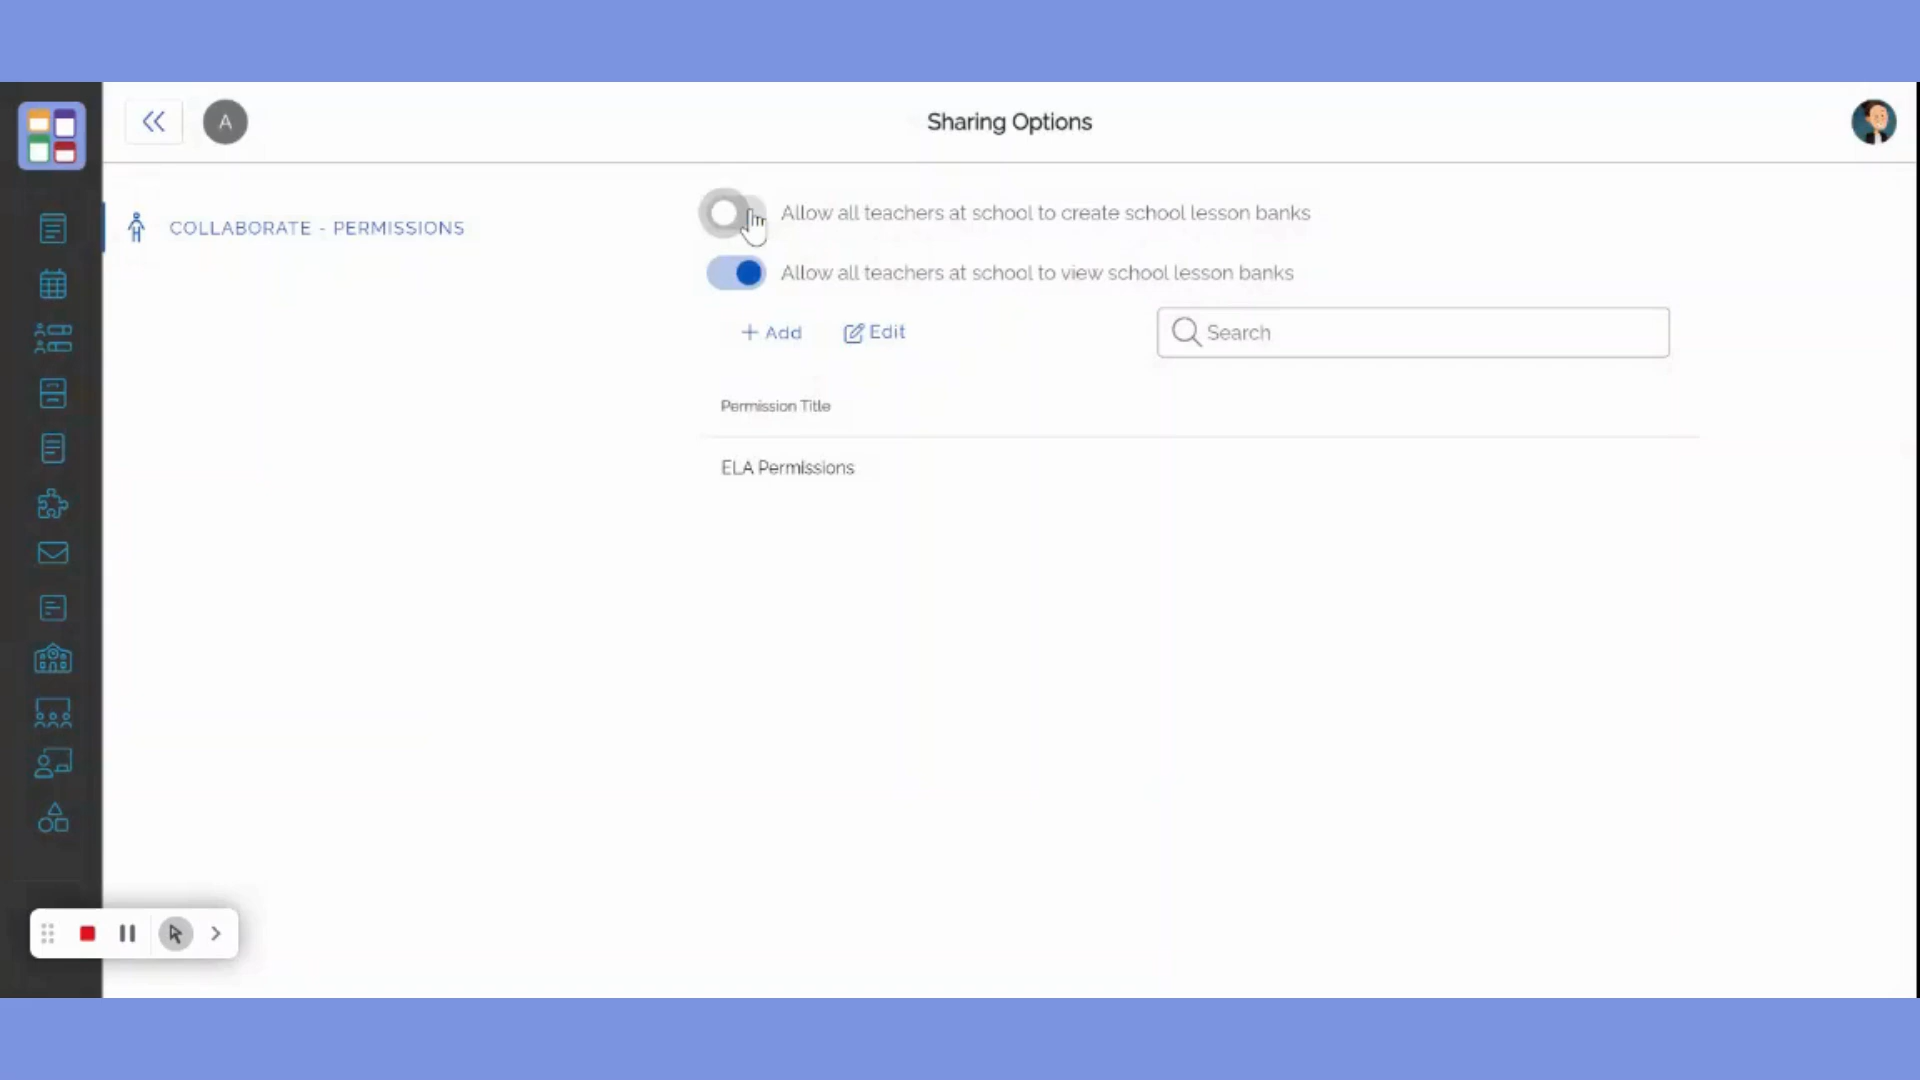 A
Sharing Options
COLLABORATE - PERMISSIONS
Allow all teachers at school to create school lesson banks
Allow all teachers at school to view school lesson banks
+ Add
Edit
Search
Permission Title
ELA Permissions